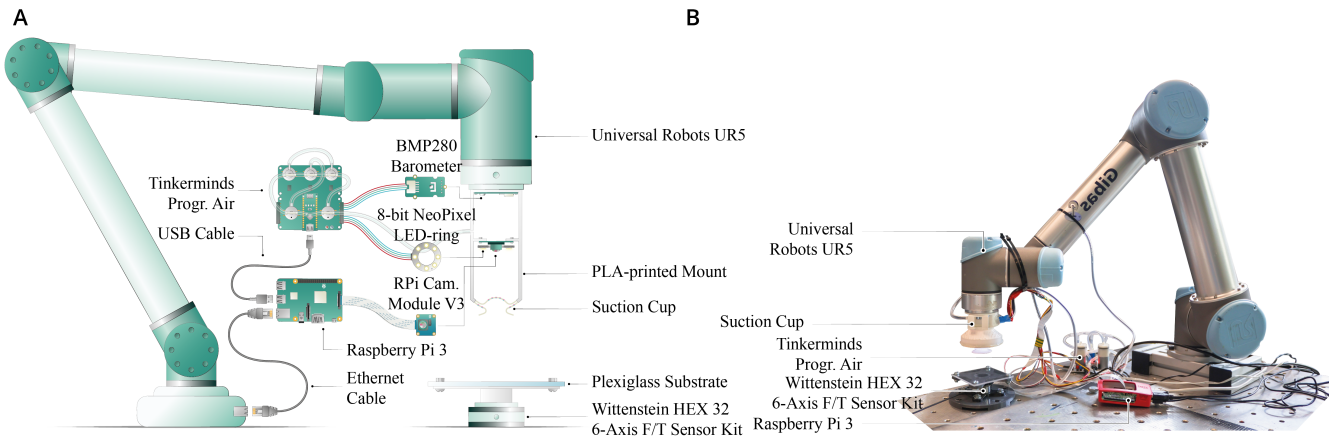 A
Universal Robots UR5
BMP280
Barometer
Tinkerminds
Progr. Air
8-bit NeoPixel
LED-ring
USB Cable
RPi Cam.
Module V3
PLA-printed Mount
Suction Cup
Raspberry Pi 3
Ethernet
Cable
Plexiglass Substrate
Wittenstein HEX 32
6-Axis F/T Sensor Kit
B
Gibas
Universal
Robots UR5
Suction Cup
Tinkerminds
Progr. Air
Wittenstein HEX 32
6-Axis F/T Sensor Kit
Raspberry Pi 3